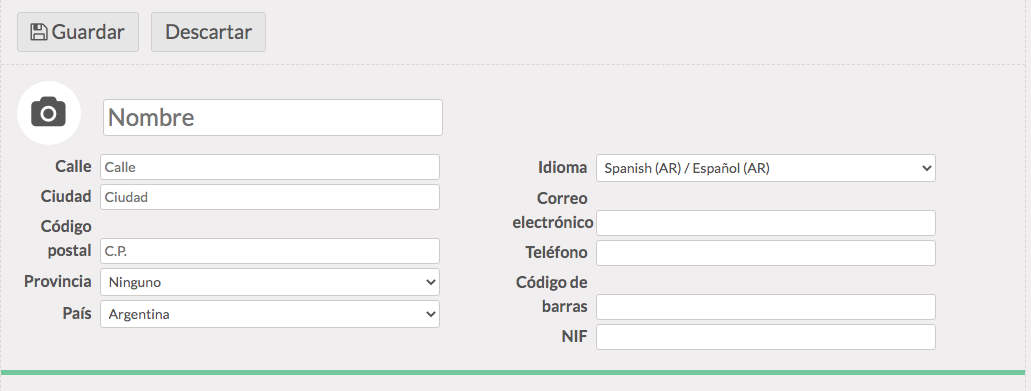 Guardar Descartar
Nombre
Calle Calle
Ciudad Ciudad
Código
postal C.P.
Provincia Ninguno
País Argentina
Idioma Spanish (AR) / Español (AR)
Correo
electrónico
Teléfono
Código de
barras
NIF